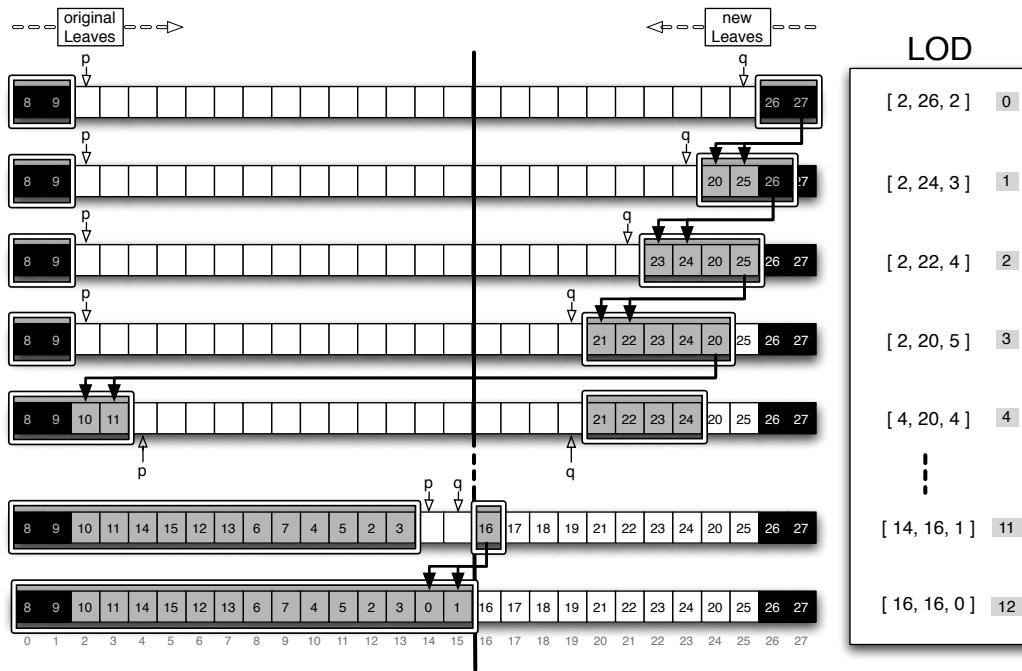 original
Leaves
new
Leaves
LOD
p
q
8 9 26 27
[ 2, 26, 2 ] 0
p
q
8 9 20 25 26 27
[ 2, 24, 3 ] 1
p
q
8 9 23 24 20 25 26 27
[ 2, 22, 4 ] 2
p
q
8 9 21 22 23 24 20 25 26 27
[ 2, 20, 5 ] 3
8 9 10 11 21 22 23 24 20 25 26 27
[ 4, 20, 4 ] 4
p
q
p
q
8 9 10 11 14 15 12 13 6 7 4 5 2 3 16 17 18 19 21 22 23 24 20 25 26 27
[ 14, 16, 1 ] 11
8 9 10 11 14 15 12 13 6 7 4 5 2 3 0 1 16 17 18 19 21 22 23 24 20 25 26 27
[ 16, 16, 0 ] 12
0 1 2 3 4 5 6 7 8 9 10 11 12 13 14 15 16 17 18 19 20 21 22 23 24 25 26 27